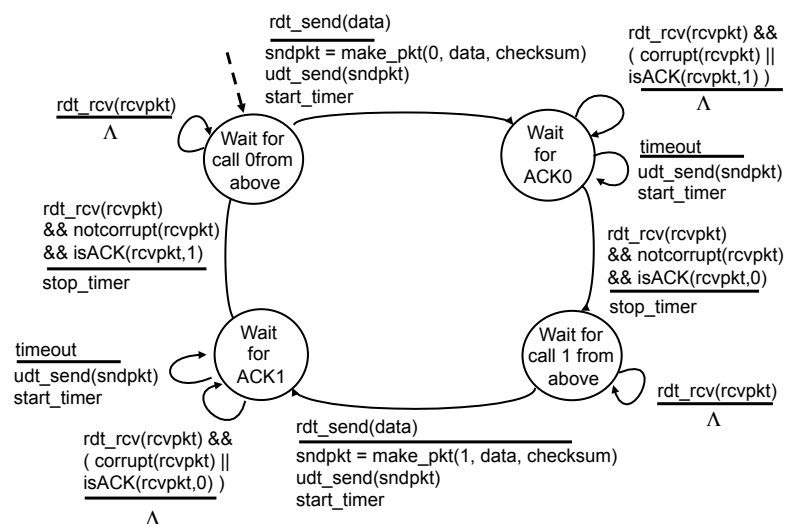 rdt_send(data)
sndpkt = make_pkt(0, data, checksum)
udt_send(sndpkt)
start_timer
rdt_rcv(rcvpkt) &&
( corrupt(rcvpkt) ||
isACK(rcvpkt,1) )
Λ
rdt_rcv(rcvpkt)
Λ
Wait for
call 0from
above
Wait
for
ACK0
timeout
udt_send(sndpkt)
start_timer
rdt_rcv(rcvpkt)
&& notcorrupt(rcvpkt)
&& isACK(rcvpkt,1)
stop_timer
rdt_rcv(rcvpkt)
&& notcorrupt(rcvpkt)
&& isACK(rcvpkt,0)
stop_timer
timeout
udt_send(sndpkt)
start_timer
Wait
for
ACK1
Wait for
call 1 from
above
rdt_rcv(rcvpkt)
Λ
rdt_rcv(rcvpkt) &&
( corrupt(rcvpkt) ||
isACK(rcvpkt,0) )
Λ
rdt_send(data)
sndpkt = make_pkt(1, data, checksum)
udt_send(sndpkt)
start_timer